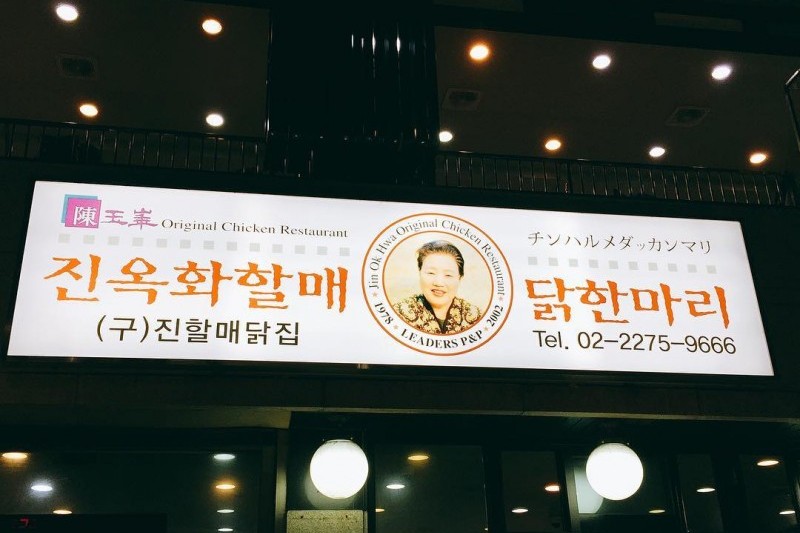 陳玉華 Original Chicken Restaurant
진옥화할매
(구)진할매닭집
Jin Ok Hwa Original Chicken Restaurant
1978 LEADERS P&P 2002
チンハルメダッカンマリ
닭한마리
Tel. 02-2275-9666